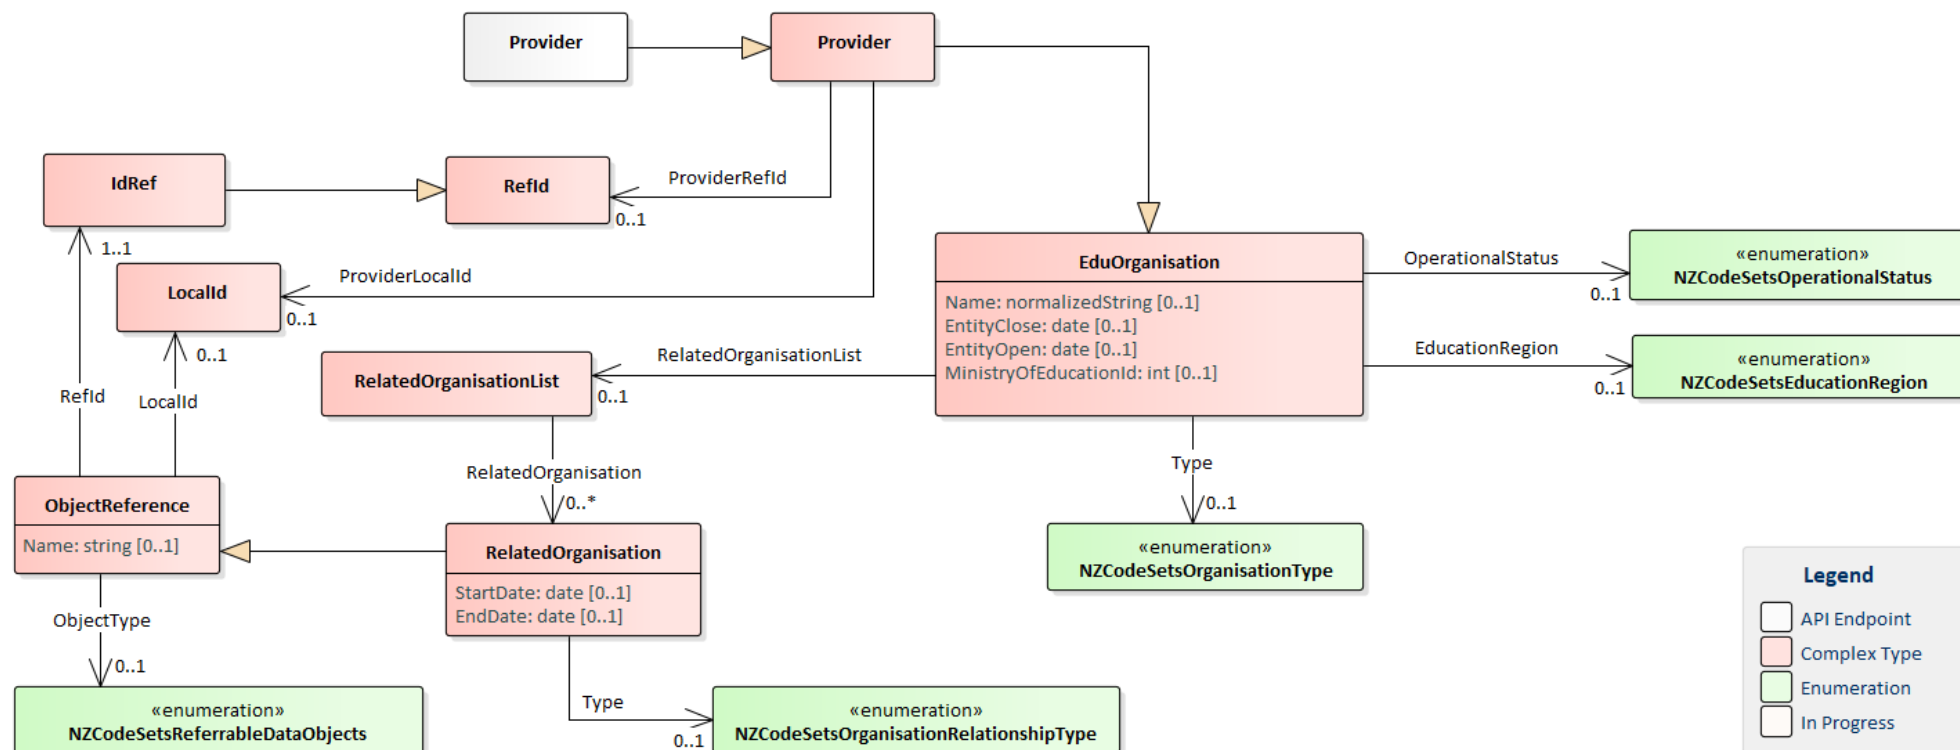 Provider
Provider
IdRef
RefId
ProviderRefId
0..1
1..1
LocalId
ProviderLocalId
0..1
0..1
EduOrganisation
Name: normalizedString [0..1]
EntityClose: date [0..1]
EntityOpen: date [0..1]
MinistryOfEducationId: int [0..1]
OperationalStatus
0..1
«enumeration»
NZCodeSetsOperationalStatus
EducationRegion
0..1
«enumeration»
NZCodeSetsEducationRegion
RelatedOrganisationList
0..1
RelatedOrganisationList
RefId
LocalId
RelatedOrganisation
0..*
Type
0..1
«enumeration»
NZCodeSetsOrganisationType
ObjectReference
Name: string [0..1]
RelatedOrganisation
StartDate: date [0..1]
EndDate: date [0..1]
ObjectType
0..1
«enumeration»
NZCodeSetsReferrableDataObjects
Type
0..1
«enumeration»
NZCodeSetsOrganisationRelationshipType
Legend
API Endpoint
Complex Type
Enumeration
In Progress